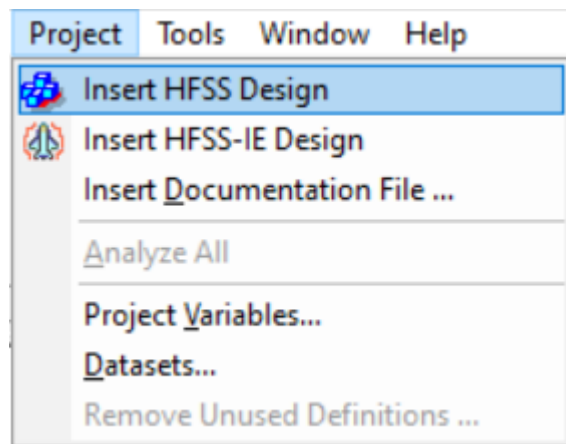 Project Tools Window Help
Insert HFSS Design
Insert HFSS-IE Design
Insert Documentation File ...
Analyze All
Project Variables...
Datasets...
Remove Unused Definitions ...